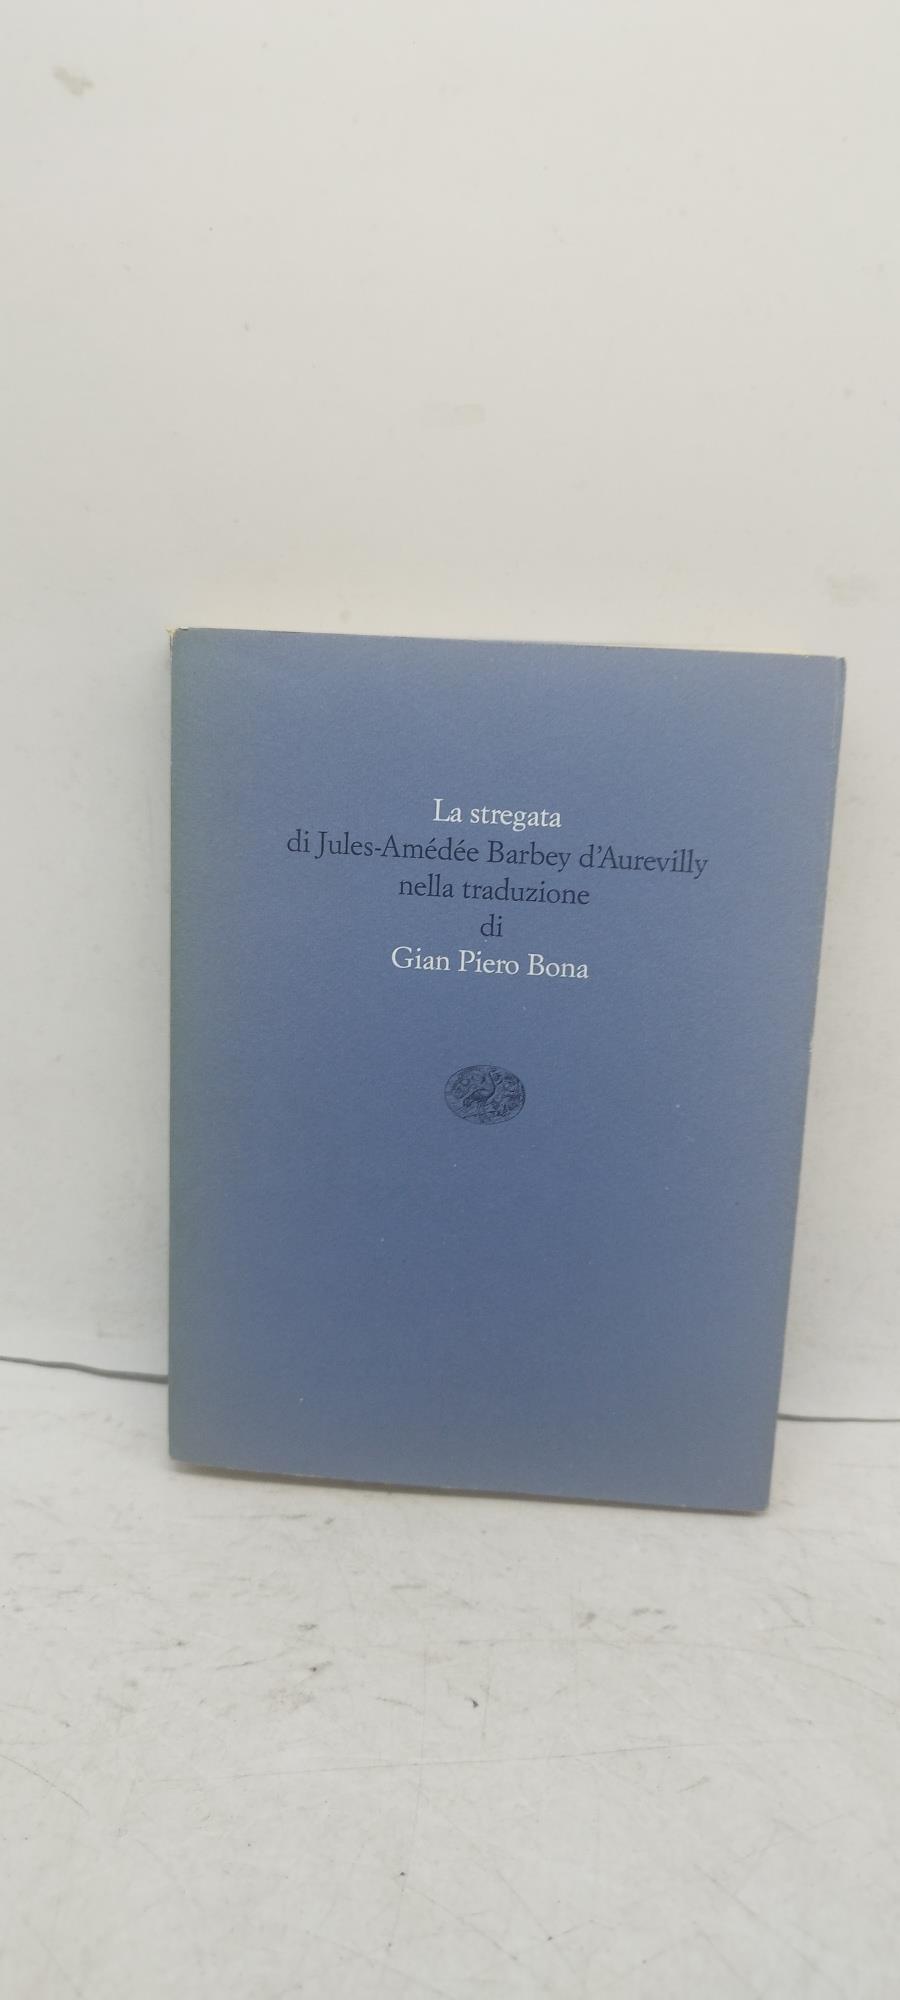 La stregata
di Jules-Amédée Barbey d'Aurevilly
nella traduzione
di
Gian Piero Bona